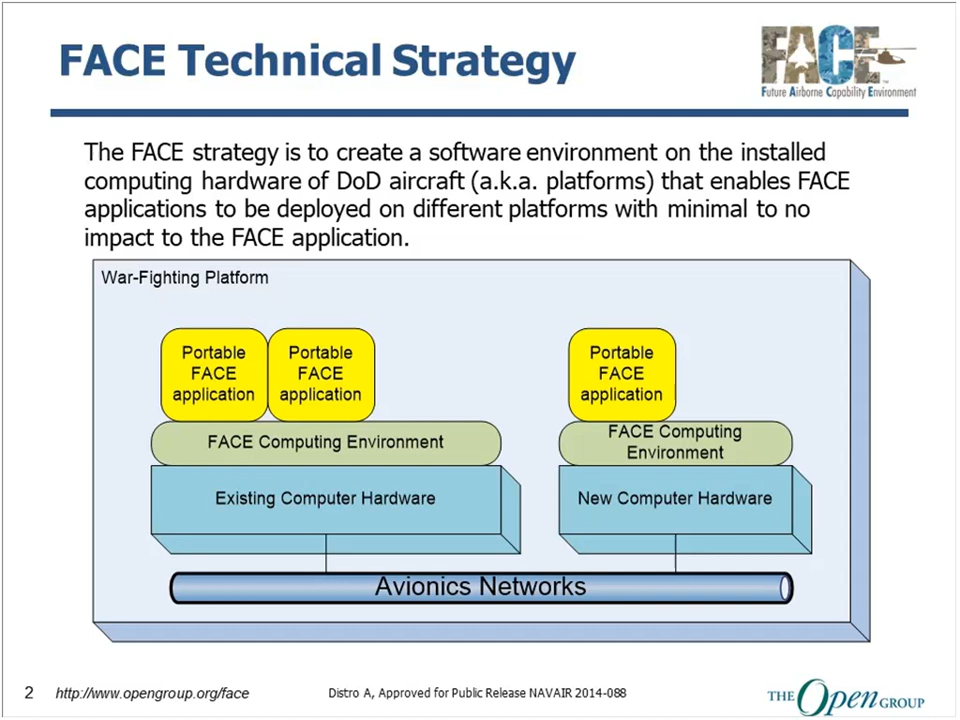 FACE Technical Strategy
FACE
Future Airborne Capability Environment
The FACE strategy is to create a software environment on the installed
computing hardware of DoD aircraft (a.k.a. platforms) that enables FACE
applications to be deployed on different platforms with minimal to no
impact to the FACE application.
War-Fighting Platform
Portable
FACE
application
Portable
FACE
application
Portable
FACE
application
FACE Computing Environment
FACE Computing
Environment
Existing Computer Hardware
New Computer Hardware
Avionics Networks
2
http://www.opengroup.org/face
Distro A, Approved for Public Release NAVAIR 2014-088
THE Open GROUP